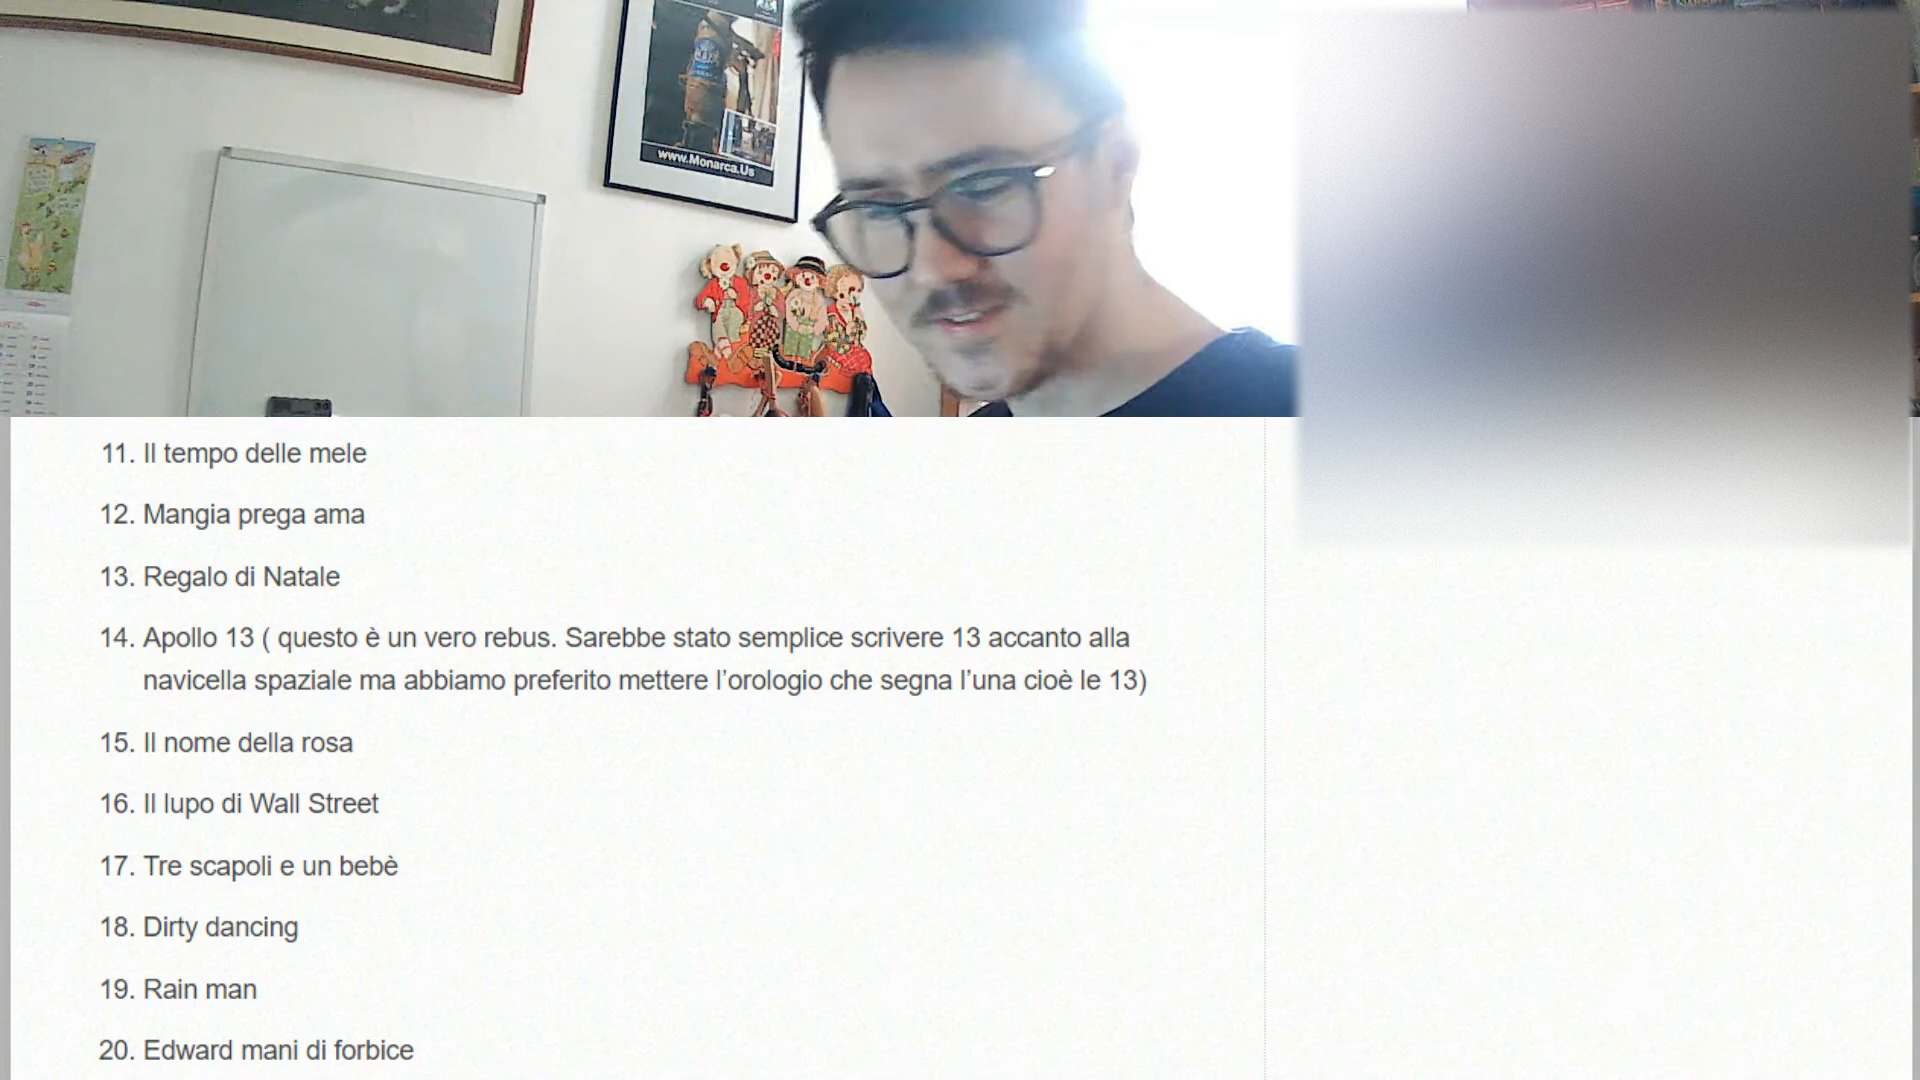 www.Monarca.Us
11. Il tempo delle mele
12. Mangia prega ama
13. Regalo di Natale
14. Apollo 13 ( questo è un vero rebus. Sarebbe stato semplice scrivere 13 accanto alla
navicella spaziale ma abbiamo preferito mettere l’orologio che segna l’una cioè le 13)
15. Il nome della rosa
16. Il lupo di Wall Street
17. Tre scapoli e un bebè
18. Dirty dancing
19. Rain man
20. Edward mani di forbice